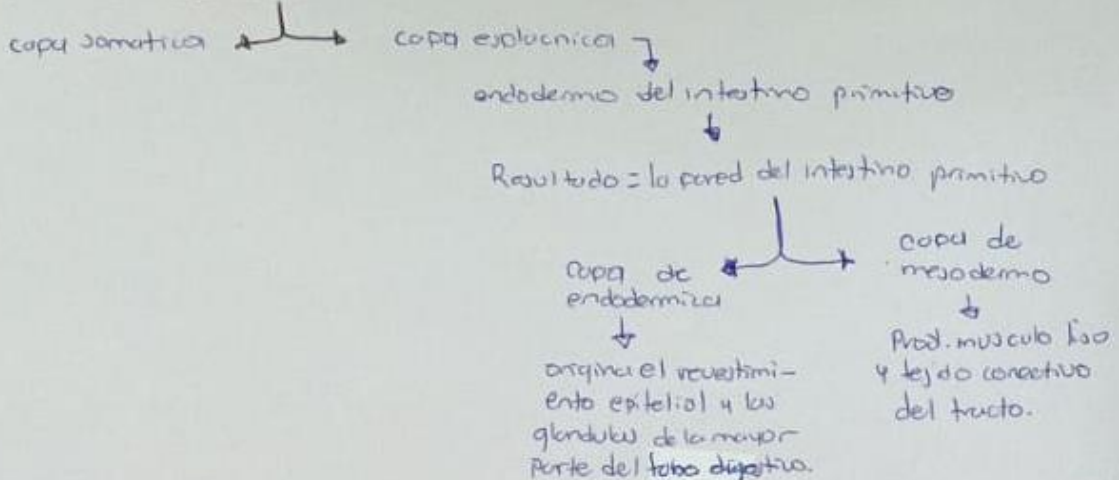 capa somatica
capa esplacnica
endodermo del intestino primitivo
Resultado = la pared del intestino primitivo
capa de
endodermica
origina el revestimi-
ento epitelial y las
glandulas de la mayor
parte del tubo digestivo.
capa de
mesodermo
Prod. musculo liso
y tejido conectivo
del tracto.